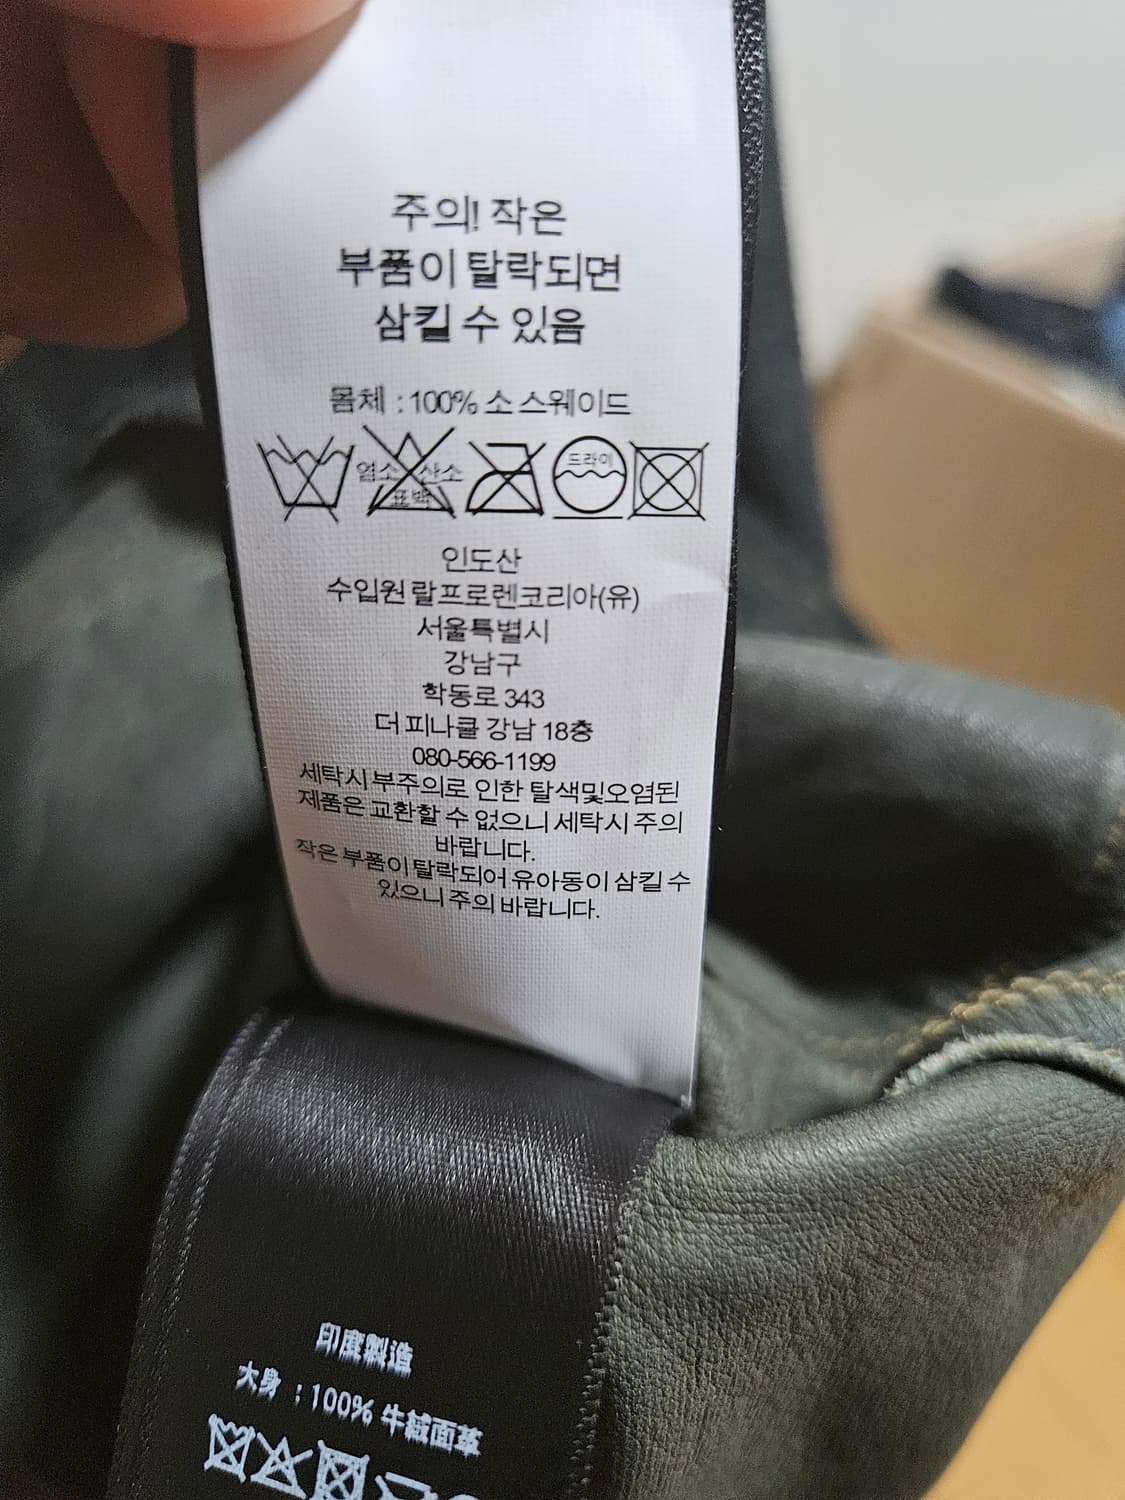 주의! 작은
부품이 탈락되면
삼킬 수 있음
몸체 : 100% 소 스웨이드
염소 산소
표백
드라이
인도산
수입원 랄프로렌코리아(유)
서울특별시
강남구
학동로 343
더 피나클 강남 18층
080-566-1199
세탁시 부주의로 인한 탈색및오염된
제품은 교환할 수 없으니 세탁시 주의
바랍니다.
작은 부품이 탈락되어 유아동이 삼킬 수
있으니 주의 바랍니다.
印度製造
大身 : 100% 牛絨面革